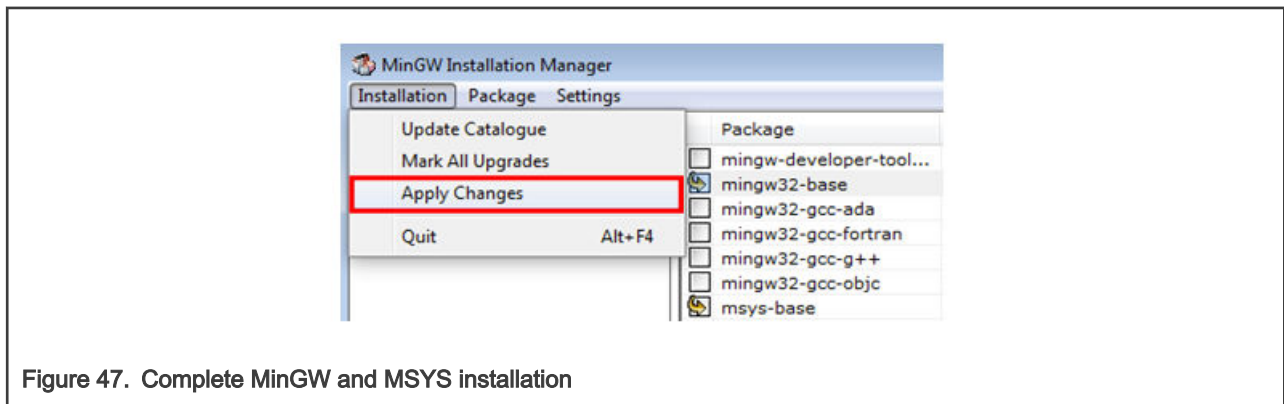 MinGW Installation Manager
Installation Package Settings
Update Catalogue
Mark All Upgrades
Apply Changes
Quit Alt+F4
Package
mingw-developer-tool...
mingw32-base
mingw32-gcc-ada
mingw32-gcc-fortran
mingw32-gcc-g++
mingw32-gcc-objc
msys-base
Figure 47. Complete MinGW and MSYS installation